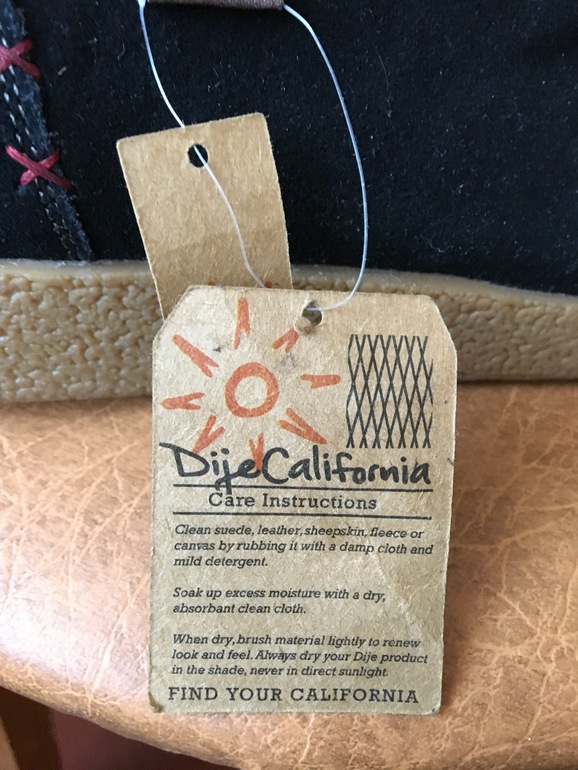 DijeCalifornia
Care Instructions
Clean suede, leather, sheepskin, fleece or
canvas by rubbing it with a damp cloth and
mild detergent.
Soak up excess moisture with a dry,
absorbant clean cloth.
When dry, brush material lightly to renew
look and feel. Always dry your Dije product
in the shade, never in direct sunlight.
FIND YOUR CALIFORNIA